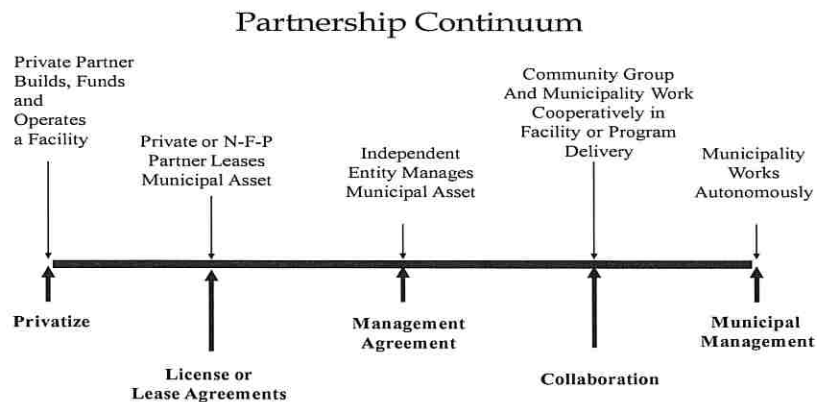 Partnership Continuum
Private Partner
Builds, Funds
and
Operates
a Facility
Private or N-F-P
Partner Leases
Municipal Asset
Independent
Entity Manages
Municipal Asset
Community Group
And Municipality Work
Cooperatively in
Facility or Program
Delivery
Municipality
Works
Autonomously
Privatize
License or
Lease Agreements
Management
Agreement
Collaboration
Municipal
Management